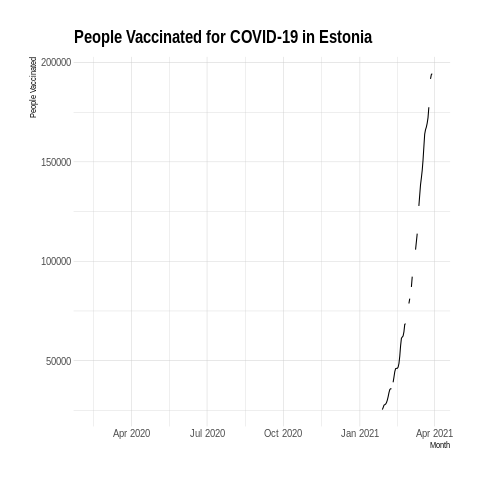 People Vaccinated for COVID-19 in Estonia
People Vaccinated
200000
150000
100000
50000
Apr 2020 Jul 2020 Oct 2020 Jan 2021 Apr 2021
Month